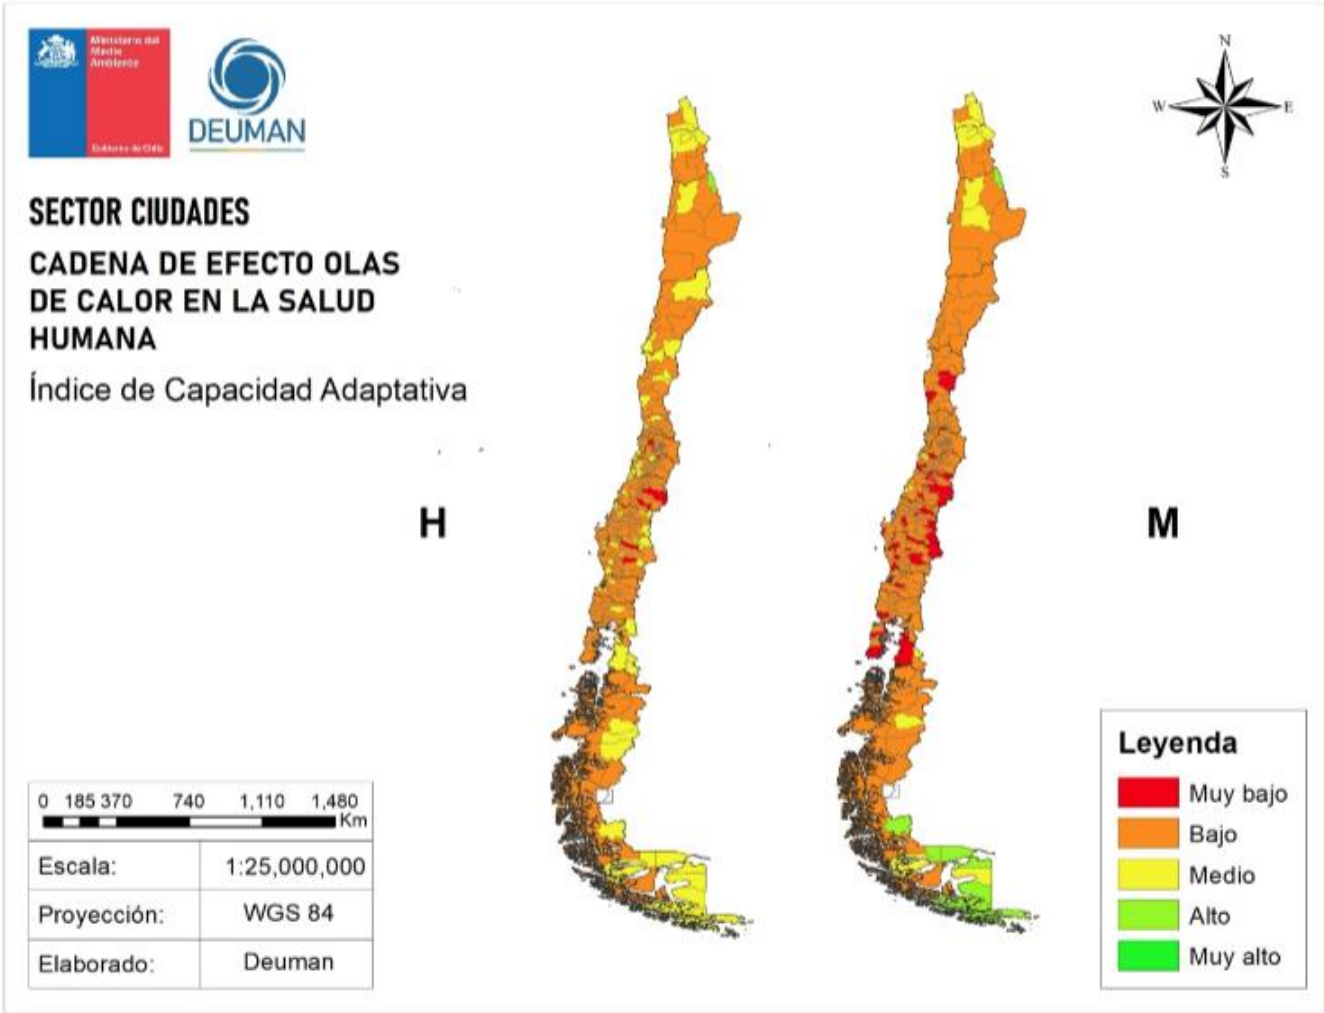 Ministerio del
Medio
Ambiente
Gobierno de Chile
DEUMAN
SECTOR CIUDADES
CADENA DE EFECTO OLAS
DE CALOR EN LA SALUD
HUMANA
Índice de Capacidad Adaptativa
N
W
E
S
H
M
0 185 370 740 1,110 1,480
Km
Escala: 1:25,000,000
Proyección: WGS 84
Elaborado: Deuman
Leyenda
Muy bajo
Bajo
Medio
Alto
Muy alto